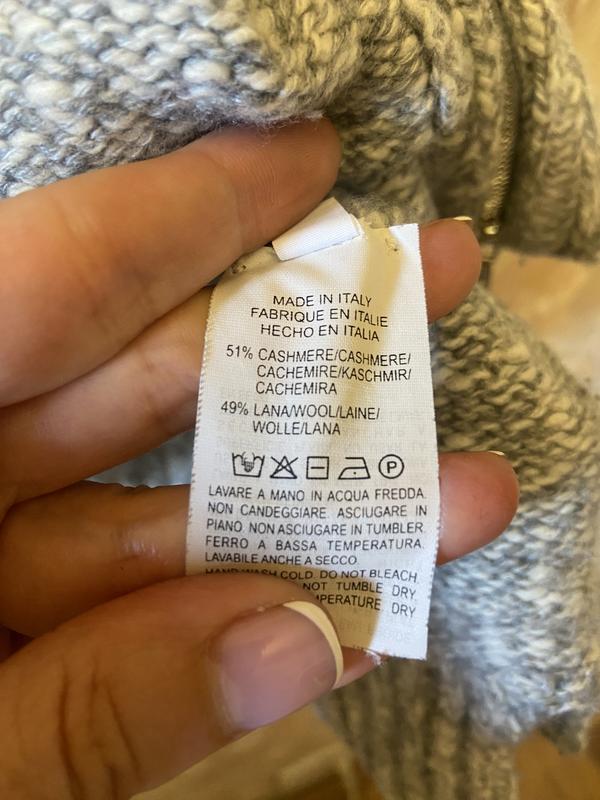 MADE IN ITALY
FABRIQUE EN ITALIE
HECHO EN ITALIA
51% CASHMERE/CASHMERE/
CACHEMIRE/KASCHMIR/
CACHEMIRA
49% LANA/WOOL/LAINE/
WOLLE/LANA
P
LAVARE A MANO IN ACQUA FREDDA.
NON CANDEGGIARE. ASCIUGARE IN
PIANO. NON ASCIUGARE IN TUMBLER.
FERRO A BASSA TEMPERATURA.
LAVABILE ANCHE A SECCO.
HAND WASH COLD. DO NOT BLEACH.
NOT TUMBLE DRY.
DRY